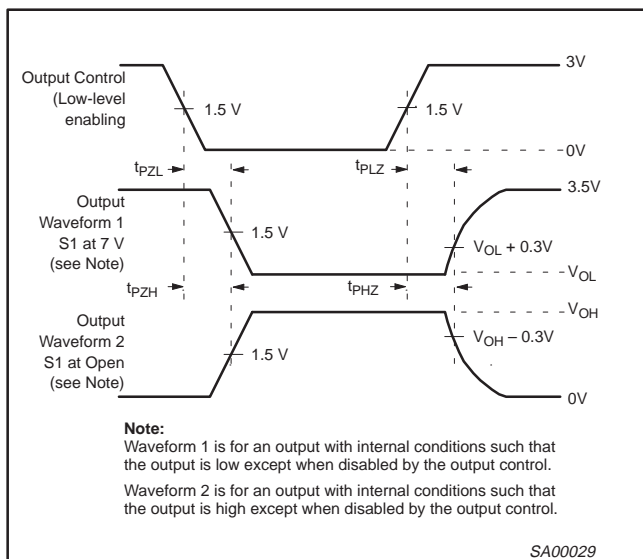 3V
Output Control
(Low-level
enabling
1.5 V
1.5 V
0V
tPZL
tPLZ
3.5V
Output
Waveform 1
S1 at 7 V
(see Note)
1.5 V
VOL + 0.3V
VOL
tPZH
tPHZ
VOH
Output
Waveform 2
S1 at Open
(see Note)
1.5 V
VOH – 0.3V
0V
Note:
Waveform 1 is for an output with internal conditions such that
the output is low except when disabled by the output control.
Waveform 2 is for an output with internal conditions such that
the output is high except when disabled by the output control.
SA00029